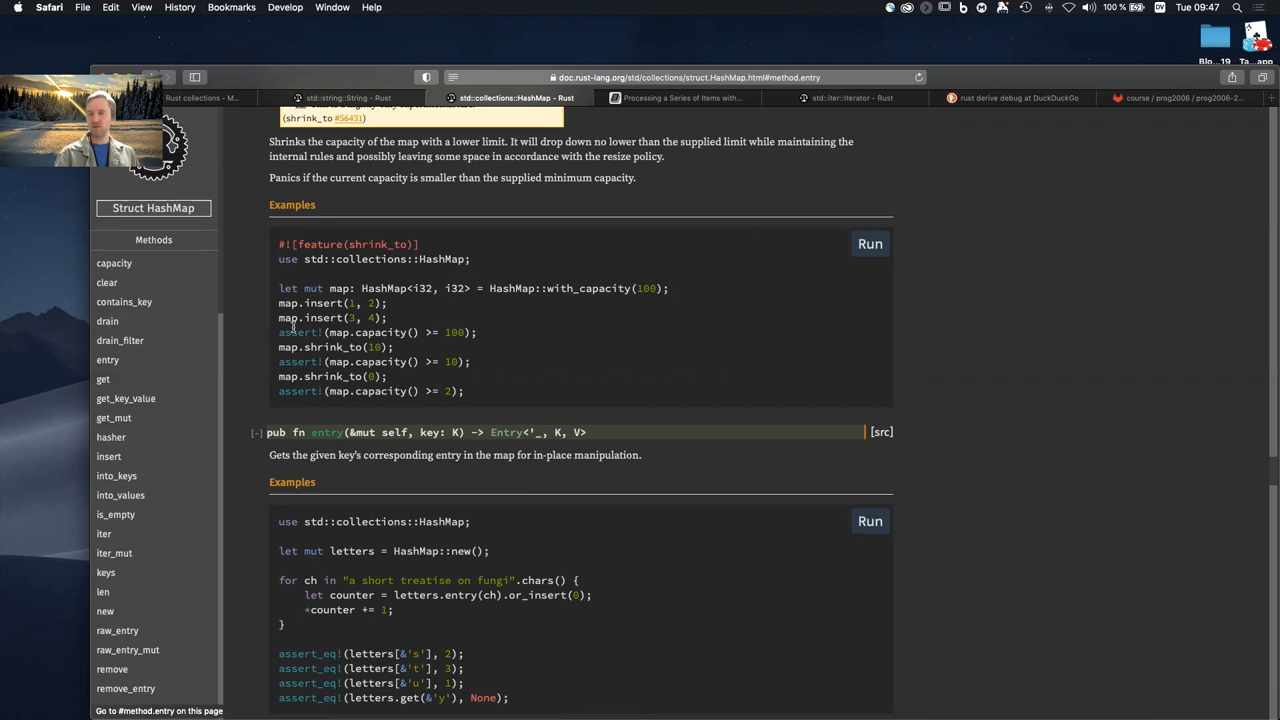 Safari File Edit View History Bookmarks Develop Window Help
100 % DV Tue 09:47
Blo...19 Ta...app
doc.rust-lang.org/std/collections/struct.HashMap.html#method.entry
Rust collections - M... std::string::String - Rust std::collections::HashMap - Rust Processing a Series of Items with... std::iter::Iterator - Rust rust derive debug at DuckDuckGo course / prog2006 / prog2006-2...
(shrink_to #56431)
Shrinks the capacity of the map with a lower limit. It will drop down no lower than the supplied limit while maintaining the
internal rules and possibly leaving some space in accordance with the resize policy.
Panics if the current capacity is smaller than the supplied minimum capacity.
Examples
Run
#![feature(shrink_to)]
use std::collections::HashMap;
let mut map: HashMap<i32, i32> = HashMap::with_capacity(100);
map.insert(1, 2);
map.insert(3, 4);
assert!(map.capacity() >= 100);
map.shrink_to(10);
assert!(map.capacity() >= 10);
map.shrink_to(0);
assert!(map.capacity() >= 2);
[-] pub fn entry(&mut self, key: K) -> Entry<'_, K, V> [src]
Gets the given key's corresponding entry in the map for in-place manipulation.
Examples
Run
use std::collections::HashMap;
let mut letters = HashMap::new();
for ch in "a short treatise on fungi".chars() {
let counter = letters.entry(ch).or_insert(0);
*counter += 1;
}
assert_eq!(letters[&'s'], 2);
assert_eq!(letters[&'t'], 3);
assert_eq!(letters[&'u'], 1);
assert_eq!(letters.get(&'y'), None);
Struct HashMap
Methods
capacity
clear
contains_key
drain
drain_filter
entry
get
get_key_value
get_mut
hasher
insert
into_keys
into_values
is_empty
iter
iter_mut
keys
len
new
raw_entry
raw_entry_mut
remove
remove_entry
Go to #method.entry on this page